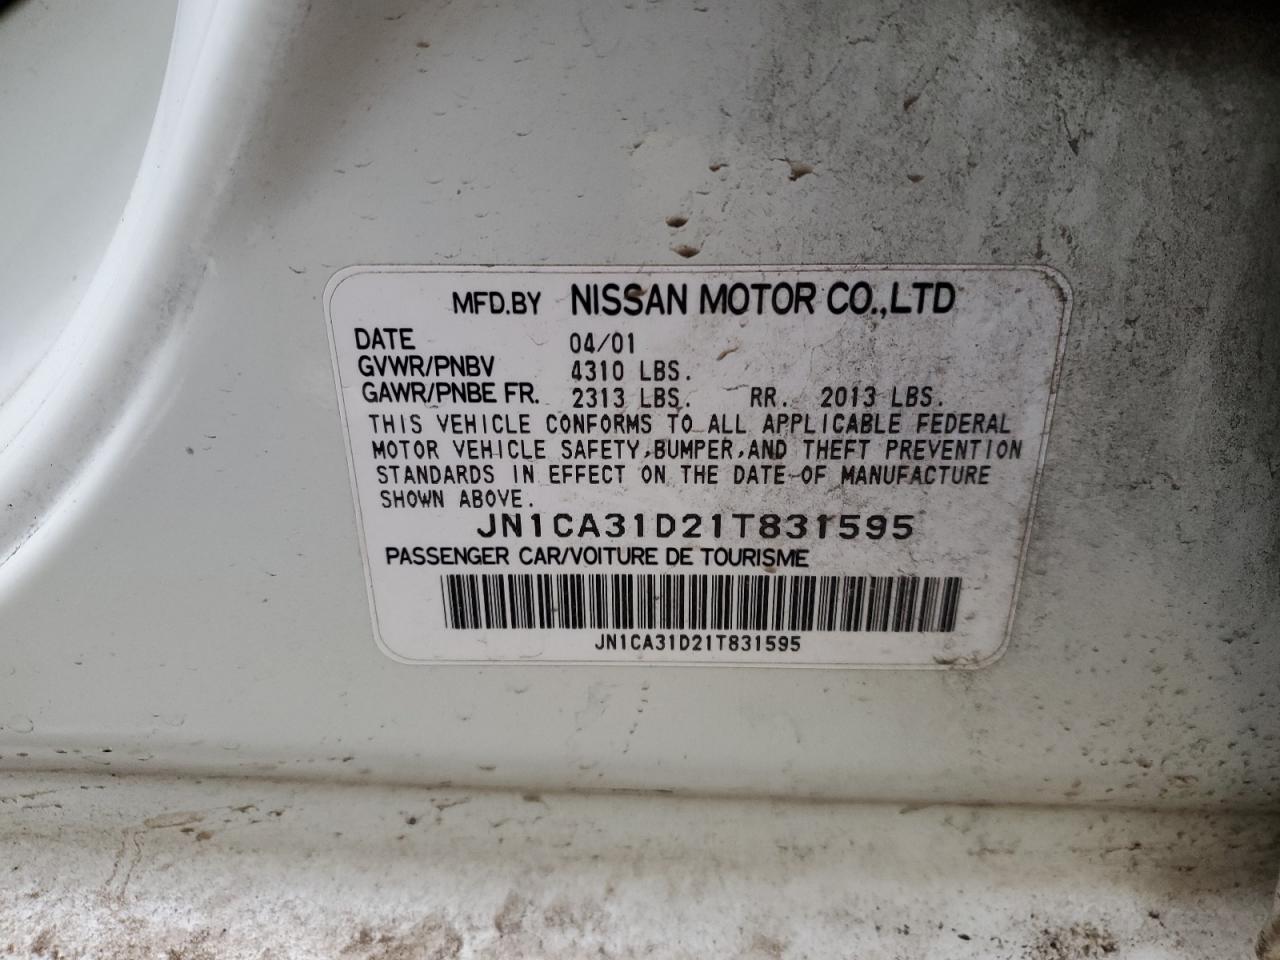 MFD.BY NISSAN MOTOR CO.,LTD
DATE 04/01
GVWR/PNBV 4310 LBS.
GAWR/PNBE FR. 2313 LBS. RR. 2013 LBS.
THIS VEHICLE CONFORMS TO ALL APPLICABLE FEDERAL
MOTOR VEHICLE SAFETY,BUMPER,AND THEFT PREVENTION
STANDARDS IN EFFECT ON THE DATE OF MANUFACTURE
SHOWN ABOVE.
JN1CA31D21T831595
PASSENGER CAR/VOITURE DE TOURISME
JN1CA31D21T831595